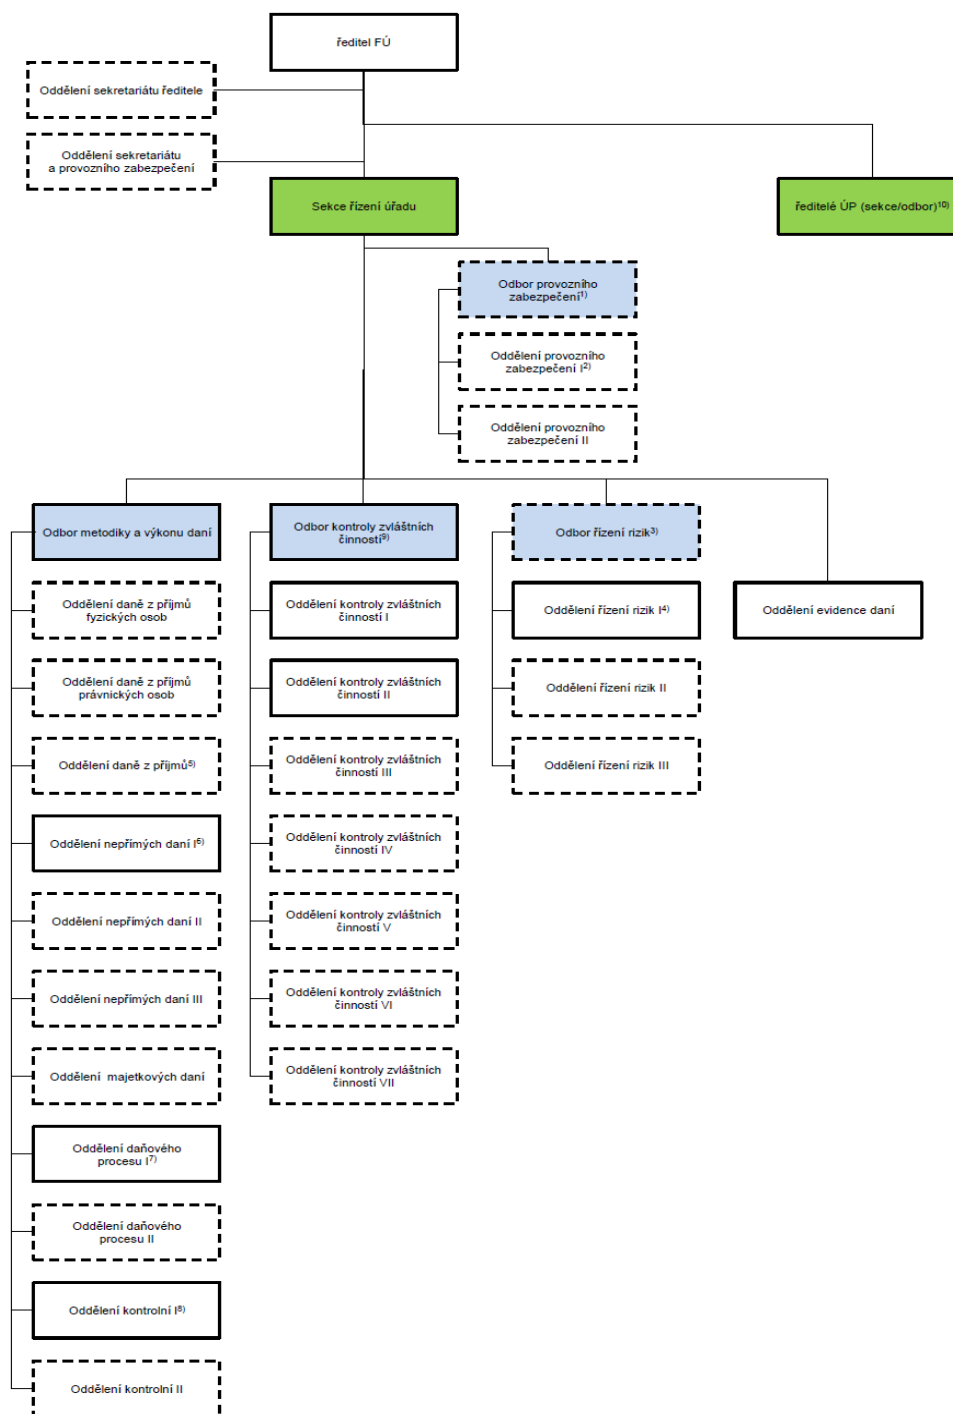 ředitel FÚ
Oddělení sekretariátu ředitele
Oddělení sekretariátu
a provozního zabezpečení
Sekce řízení úřadu
ředitelé ÚP (sekce/odbor)¹⁰⁾
Odbor provozního
zabezpečení¹⁾
Oddělení provozního
zabezpečení I²⁾
Oddělení provozního
zabezpečení II
Odbor metodiky a výkonu daní
Oddělení daně z příjmů
fyzických osob
Oddělení daně z příjmů
právnických osob
Oddělení daně z příjmů⁵⁾
Oddělení nepřímých daní I⁶⁾
Oddělení nepřímých daní II
Oddělení nepřímých daní III
Oddělení majetkových daní
Oddělení daňového
procesu I⁷⁾
Oddělení daňového
procesu II
Oddělení kontrolní I⁸⁾
Oddělení kontrolní II
Odbor kontroly zvláštních
činností⁹⁾
Oddělení kontroly zvláštních
činností I
Oddělení kontroly zvláštních
činností II
Oddělení kontroly zvláštních
činností III
Oddělení kontroly zvláštních
činností IV
Oddělení kontroly zvláštních
činností V
Oddělení kontroly zvláštních
činností VI
Oddělení kontroly zvláštních
činností VII
Odbor řízení rizik³⁾
Oddělení řízení rizik I⁴⁾
Oddělení řízení rizik II
Oddělení řízení rizik III
Oddělení evidence daní